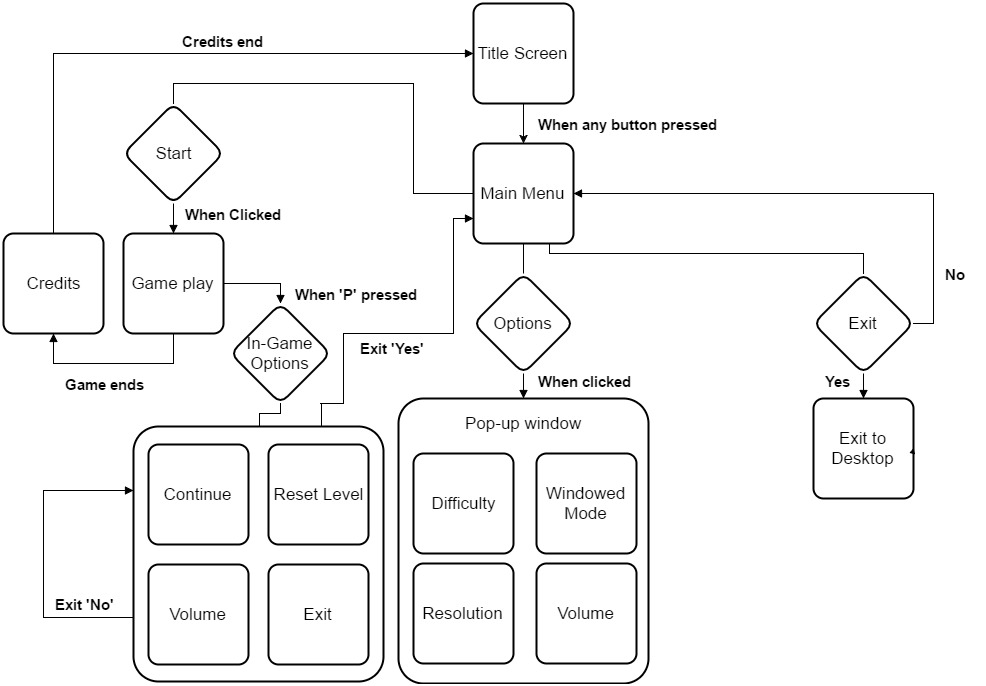 Credits end
Title Screen
When any button pressed
Start
Main Menu
When Clicked
Credits
Game play
When 'P' pressed
No
In-Game
Options
Exit 'Yes'
Options
Exit
Game ends
When clicked
Yes
Pop-up window
Exit to
Desktop
Continue
Reset Level
Difficulty
Windowed
Mode
Exit 'No'
Volume
Exit
Resolution
Volume